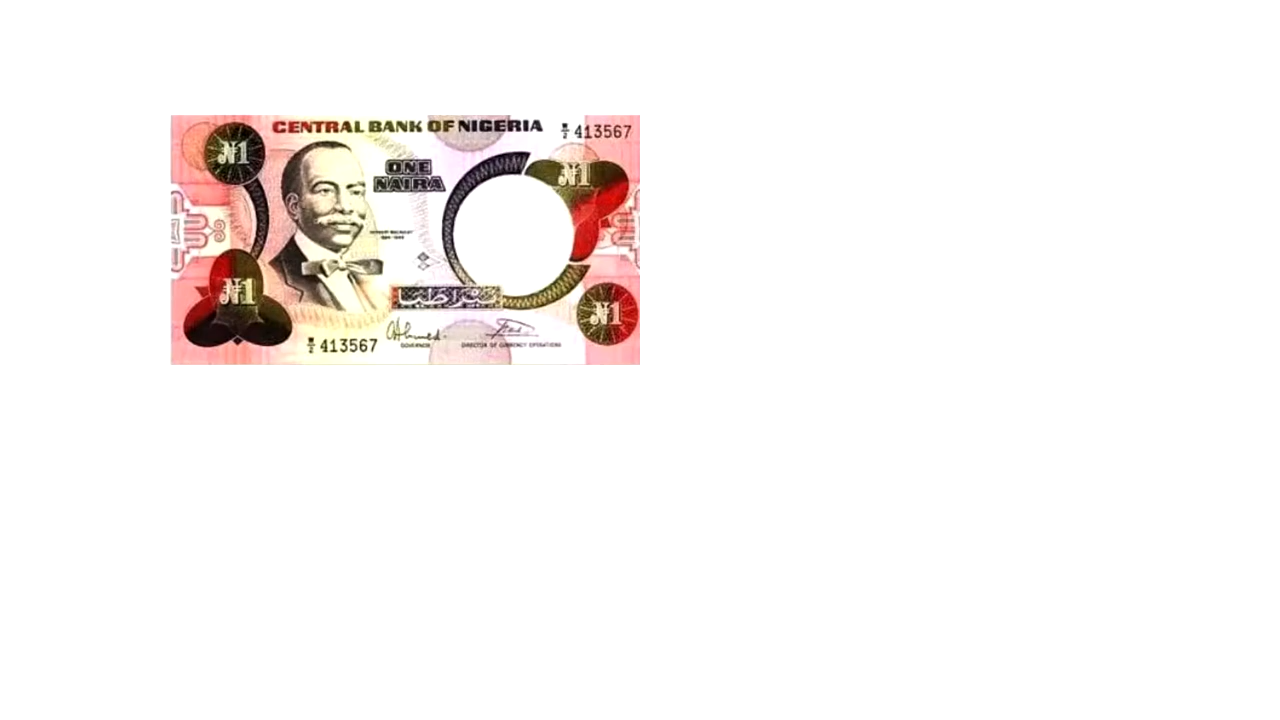 CENTRAL BANK OF NIGERIA
413567
₦1
ONE
NAIRA
₦1
₦1
₦1
413567
GOVERNOR
DIRECTOR OF CURRENCY OPERATIONS